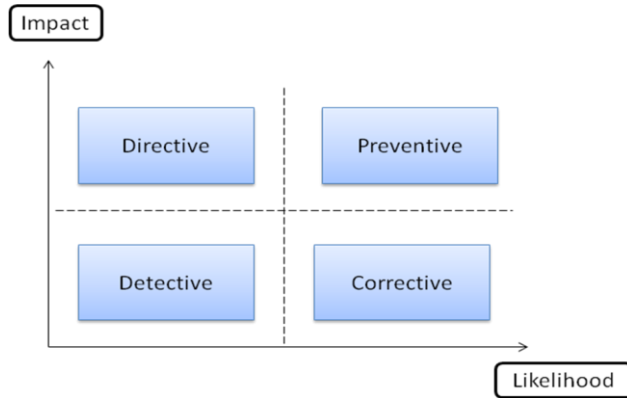 Impact
Directive
Preventive
Detective
Corrective
Likelihood